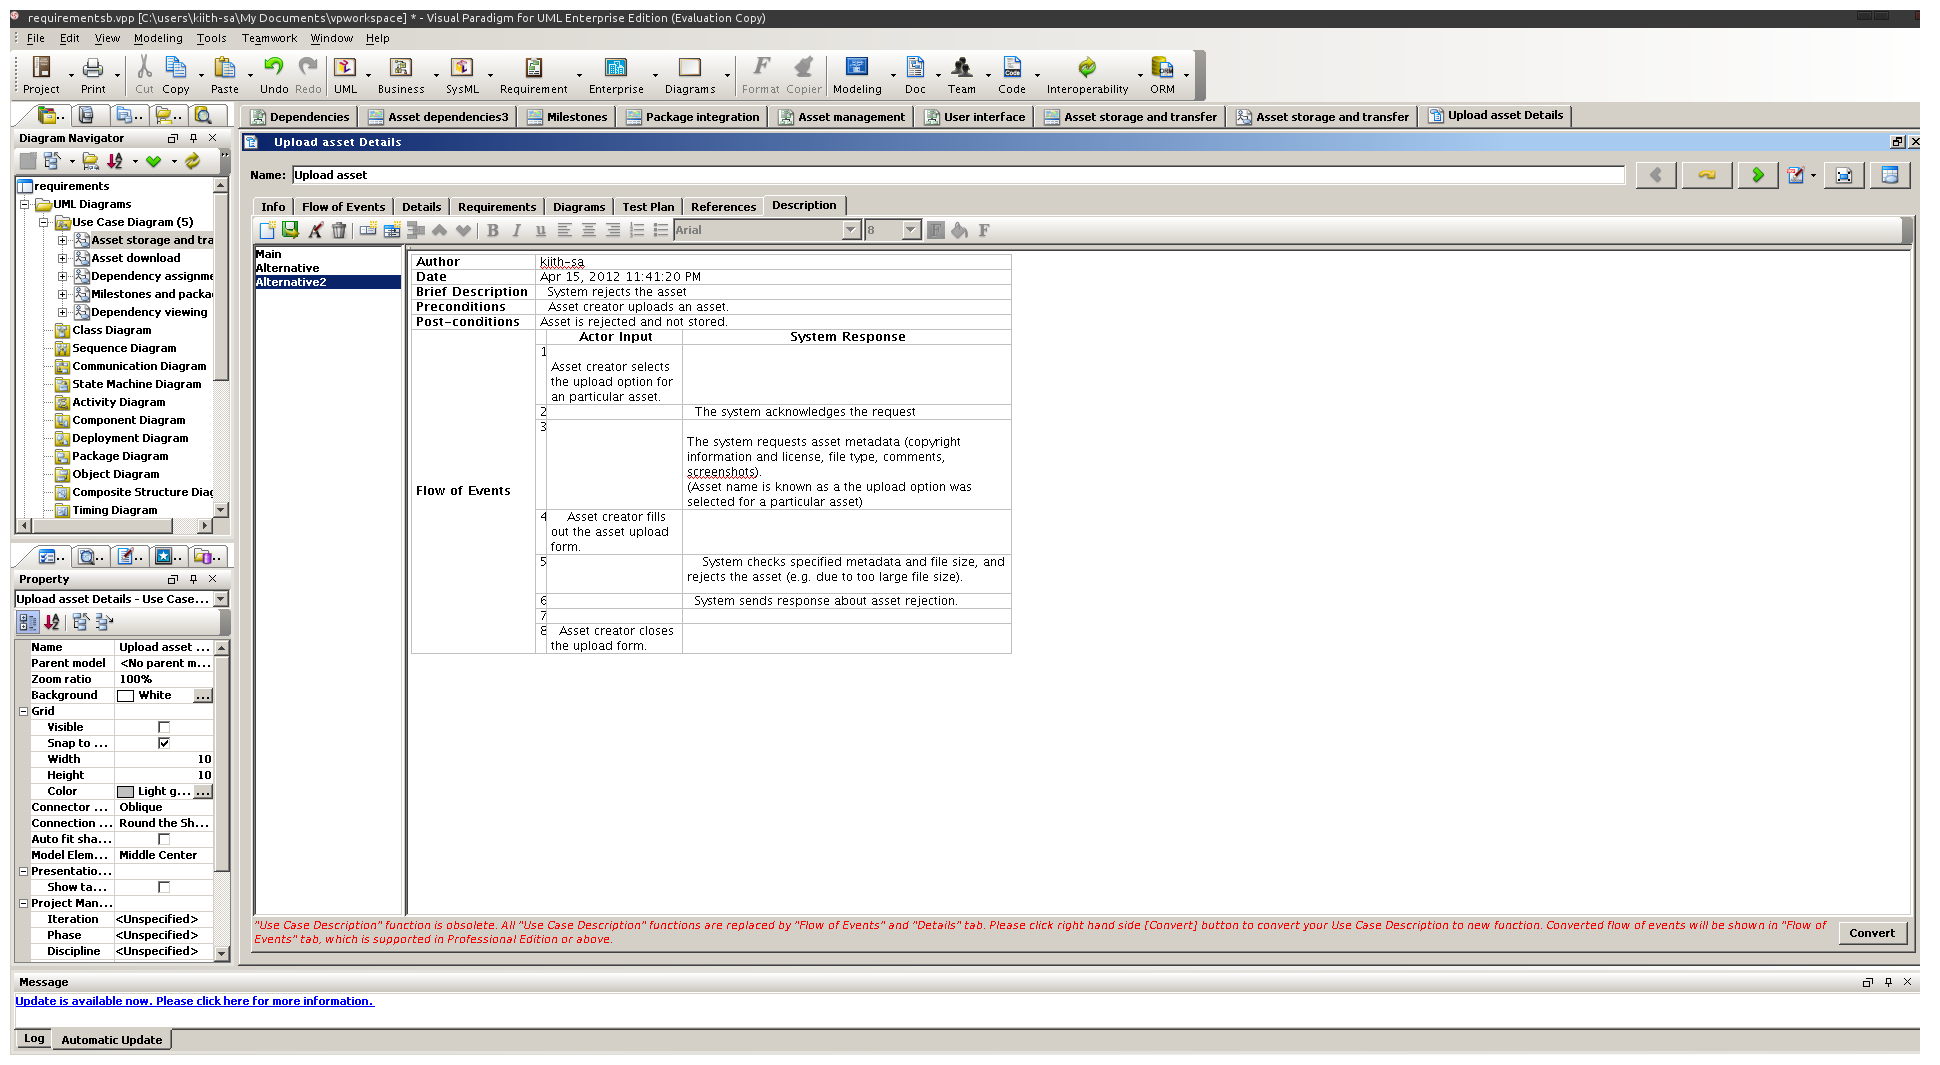 requirementsb.vpp [C:\users\kiith-sa\My Documents\vpworkspace] * - Visual Paradigm for UML Enterprise Edition (Evaluation Copy)
File Edit View Modeling Tools Teamwork Window Help
Project Print Cut Copy Paste Undo Redo UML Business SysML Requirement Enterprise Diagrams Format Copier Modeling Doc Team Code Interoperability ORM
Dependencies Asset dependencies3 Milestones Package integration Asset management User interface Asset storage and transfer Asset storage and transfer Upload asset Details
Diagram Navigator
requirements
UML Diagrams
Use Case Diagram (5)
Asset storage and tra
Asset download
Dependency assignme
Milestones and packa
Dependency viewing
Class Diagram
Sequence Diagram
Communication Diagram
State Machine Diagram
Activity Diagram
Component Diagram
Deployment Diagram
Package Diagram
Object Diagram
Composite Structure Diag
Timing Diagram
Property
Upload asset Details - Use Case...
Name Upload asset ...
Parent model <No parent m...
Zoom ratio 100%
Background White ...
Grid
Visible
Snap to ...
Width 10
Height 10
Color Light g... ...
Connector ... Oblique
Connection ... Round the Sh...
Auto fit sha...
Model Elem... Middle Center
Presentatio...
Show ta...
Project Man...
Iteration <Unspecified>
Phase <Unspecified>
Discipline <Unspecified>
Upload asset Details
Name: Upload asset
Info Flow of Events Details Requirements Diagrams Test Plan References Description
B I u Arial 8 F F
Main
Alternative
Alternative2
Author kiith-sa
Date Apr 15, 2012 11:41:20 PM
Brief Description System rejects the asset
Preconditions Asset creator uploads an asset.
Post-conditions Asset is rejected and not stored.
Flow of Events
Actor Input System Response
1
Asset creator selects
the upload option for
an particular asset.
2 The system acknowledges the request
3
The system requests asset metadata (copyright
information and license, file type, comments,
screenshots).
(Asset name is known as a the upload option was
selected for a particular asset)
4 Asset creator fills
out the asset upload
form.
5 System checks specified metadata and file size, and
rejects the asset (e.g. due to too large file size).
6 System sends response about asset rejection.
7
8 Asset creator closes
the upload form.
"Use Case Description" function is obsolete. All "Use Case Description" functions are replaced by "Flow of Events" and "Details" tab. Please click right hand side [Convert] button to convert your Use Case Description to new function. Converted flow of events will be shown in "Flow of
Events" tab, which is supported in Professional Edition or above.
Convert
Message
Update is available now. Please click here for more information.
Log Automatic Update